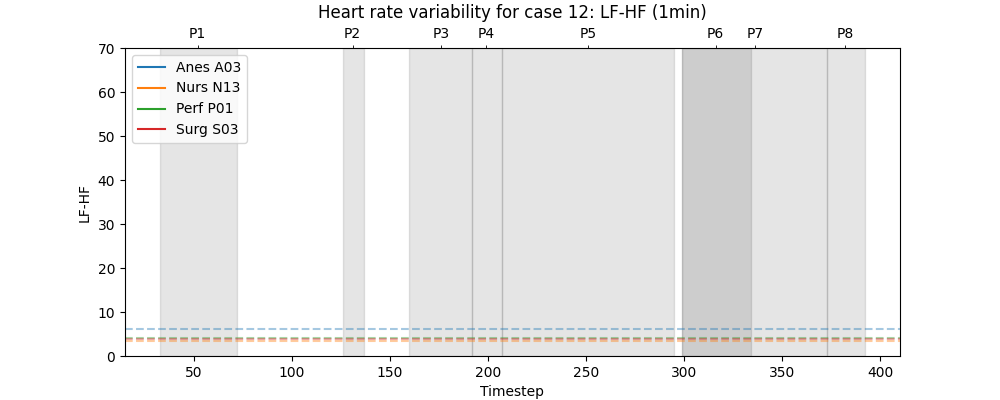 Heart rate variability for case 12: LF-HF (1min)
P1 P2 P3 P4 P5 P6 P7 P8
70
60
50
40
30
20
10
0
LF-HF
Anes A03
Nurs N13
Perf P01
Surg S03
50 100 150 200 250 300 350 400
Timestep